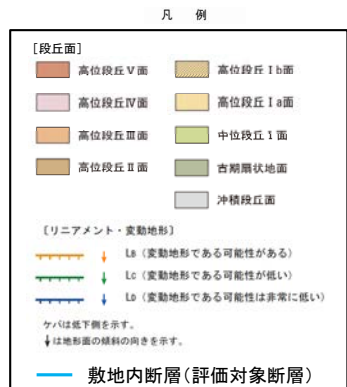 凡 例
[段丘面]
高位段丘Ⅴ面 高位段丘Ⅰb面
高位段丘Ⅳ面 高位段丘Ⅰa面
高位段丘Ⅲ面 中位段丘1面
高位段丘Ⅱ面 古期扇状地面
沖積段丘面
〔リニアメント・変動地形〕
LB (変動地形である可能性がある)
LC (変動地形である可能性が低い)
LD (変動地形である可能性は非常に低い)
ケバは低下側を示す。
↓は地形面の傾斜の向きを示す。
敷地内断層(評価対象断層)